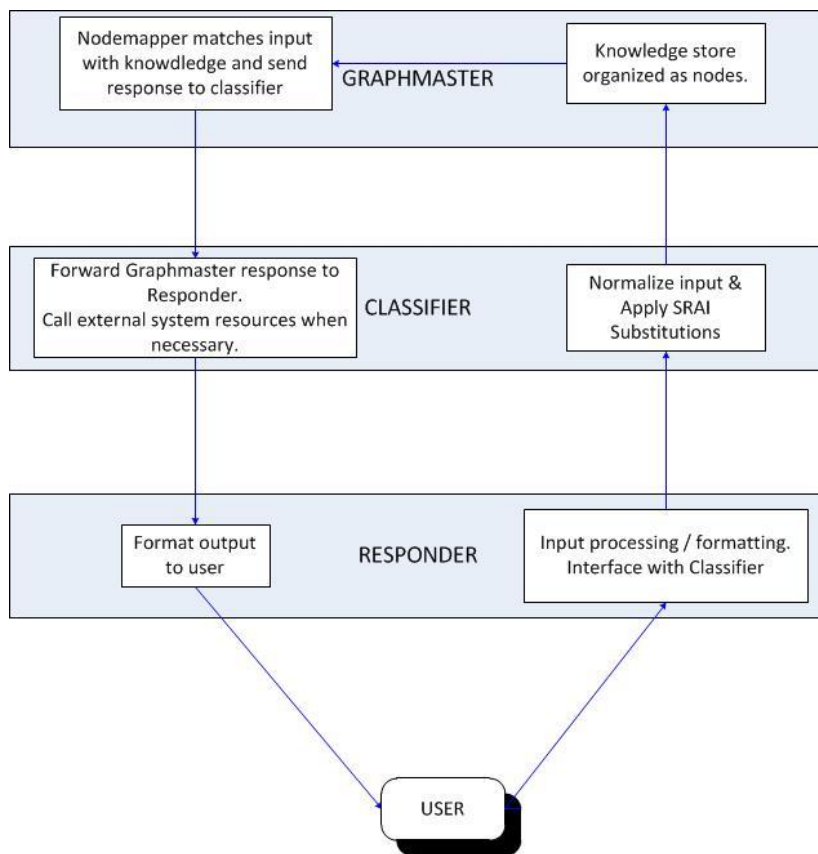 Nodemapper matches input
with knowdledge and send
response to classifier
GRAPHMASTER
Knowledge store
organized as nodes.
Forward Graphmaster response to
Responder.
Call external system resources when
necessary.
CLASSIFIER
Normalize input &
Apply SRAI
Substitutions
Format output
to user
RESPONDER
Input processing / formatting.
Interface with Classifier
USER